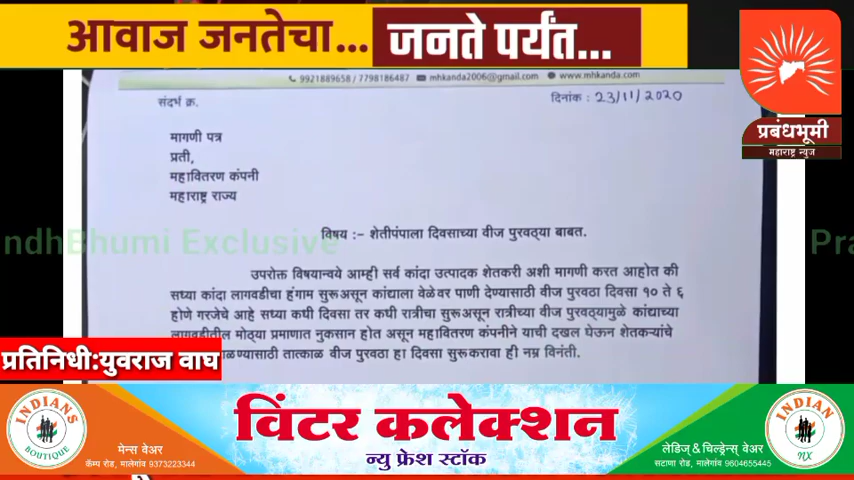 आवाज जनतेचा... जनते पर्यंत...
9921889658 / 7798186487 mhkanda2006@gmail.com www.mhkanda.com
संदर्भ क्र. दिनांक : 23/11/2020
मागणी पत्र
प्रती,
महावितरण कंपनी
महाराष्ट्र राज्य
प्रबंधभूमी
महाराष्ट्र न्युज
विषय :- शेतीपंपाला दिवसाच्या वीज पुरवठ्या बाबत.
ndhBhumi Exclusive Pra
उपरोक्त विषयान्वये आम्ही सर्व कांदा उत्पादक शेतकरी अशी मागणी करत आहोत की
सध्या कांदा लागवडीचा हंगाम सुरूअसून कांद्याला वेळेवर पाणी देण्यासाठी वीज पुरवठा दिवसा १० ते ६
होणे गरजेचे आहे सध्या कधी दिवसा तर कधी रात्रीचा सुरूअसून रात्रीच्या वीज पुरवठ्यामुळे कांद्याच्या
लागवडीतील मोठ्या प्रमाणात नुकसान होत असून महावितरण कंपनीने याची दखल घेऊन शेतकऱ्यांचे
ळण्यासाठी तात्काळ वीज पुरवठा हा दिवसा सुरूकरावा ही नम्र विनंती.
प्रतिनिधी:युवराज वाघ
INDIANS
BOUTIQUE
मेन्स वेअर
कॅम्प रोड, मालेगांव 9373223344
विंटर कलेक्शन
न्यु फ्रेश स्टॉक
लेडिज् & चिल्ड्रेन्स् वेअर
सटाणा रोड, मालेगांव 9604655445
INDIAN
NX